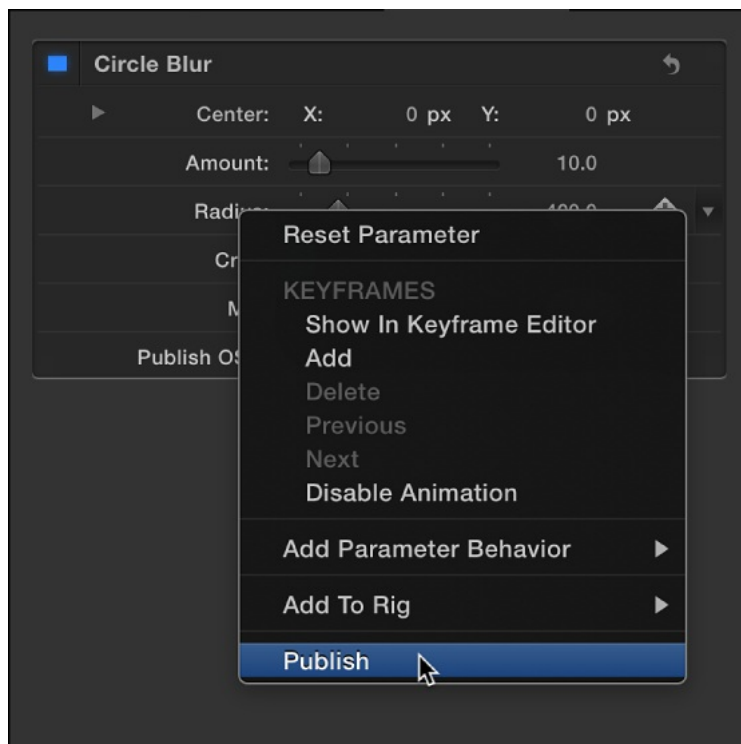 Circle Blur
Center: X: 0 px Y: 0 px
Amount: 10.0
Reset Parameter
KEYFRAMES
Show In Keyframe Editor
Add
Delete
Previous
Next
Disable Animation
Add Parameter Behavior
Add To Rig
Publish
Publish